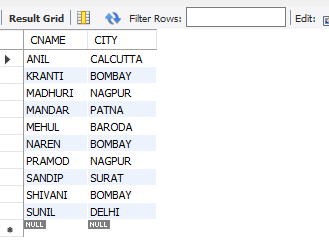 Result Grid Filter Rows: Edit:
CNAME CITY
ANIL CALCUTTA
KRANTI BOMBAY
MADHURI NAGPUR
MANDAR PATNA
MEHUL BARODA
NAREN BOMBAY
PRAMOD NAGPUR
SANDIP SURAT
SHIVANI BOMBAY
SUNIL DELHI
NULL NULL